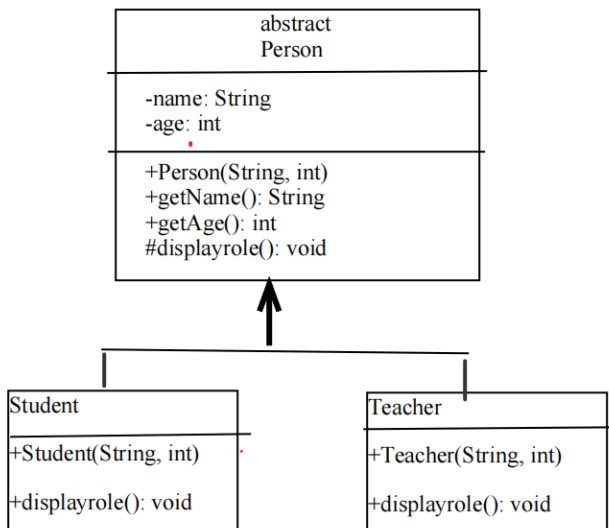 abstract
Person
-name: String
-age: int
+Person(String, int)
+getName(): String
+getAge(): int
#displayrole(): void
Student
+Student(String, int)
+displayrole(): void
Teacher
+Teacher(String, int)
+displayrole(): void